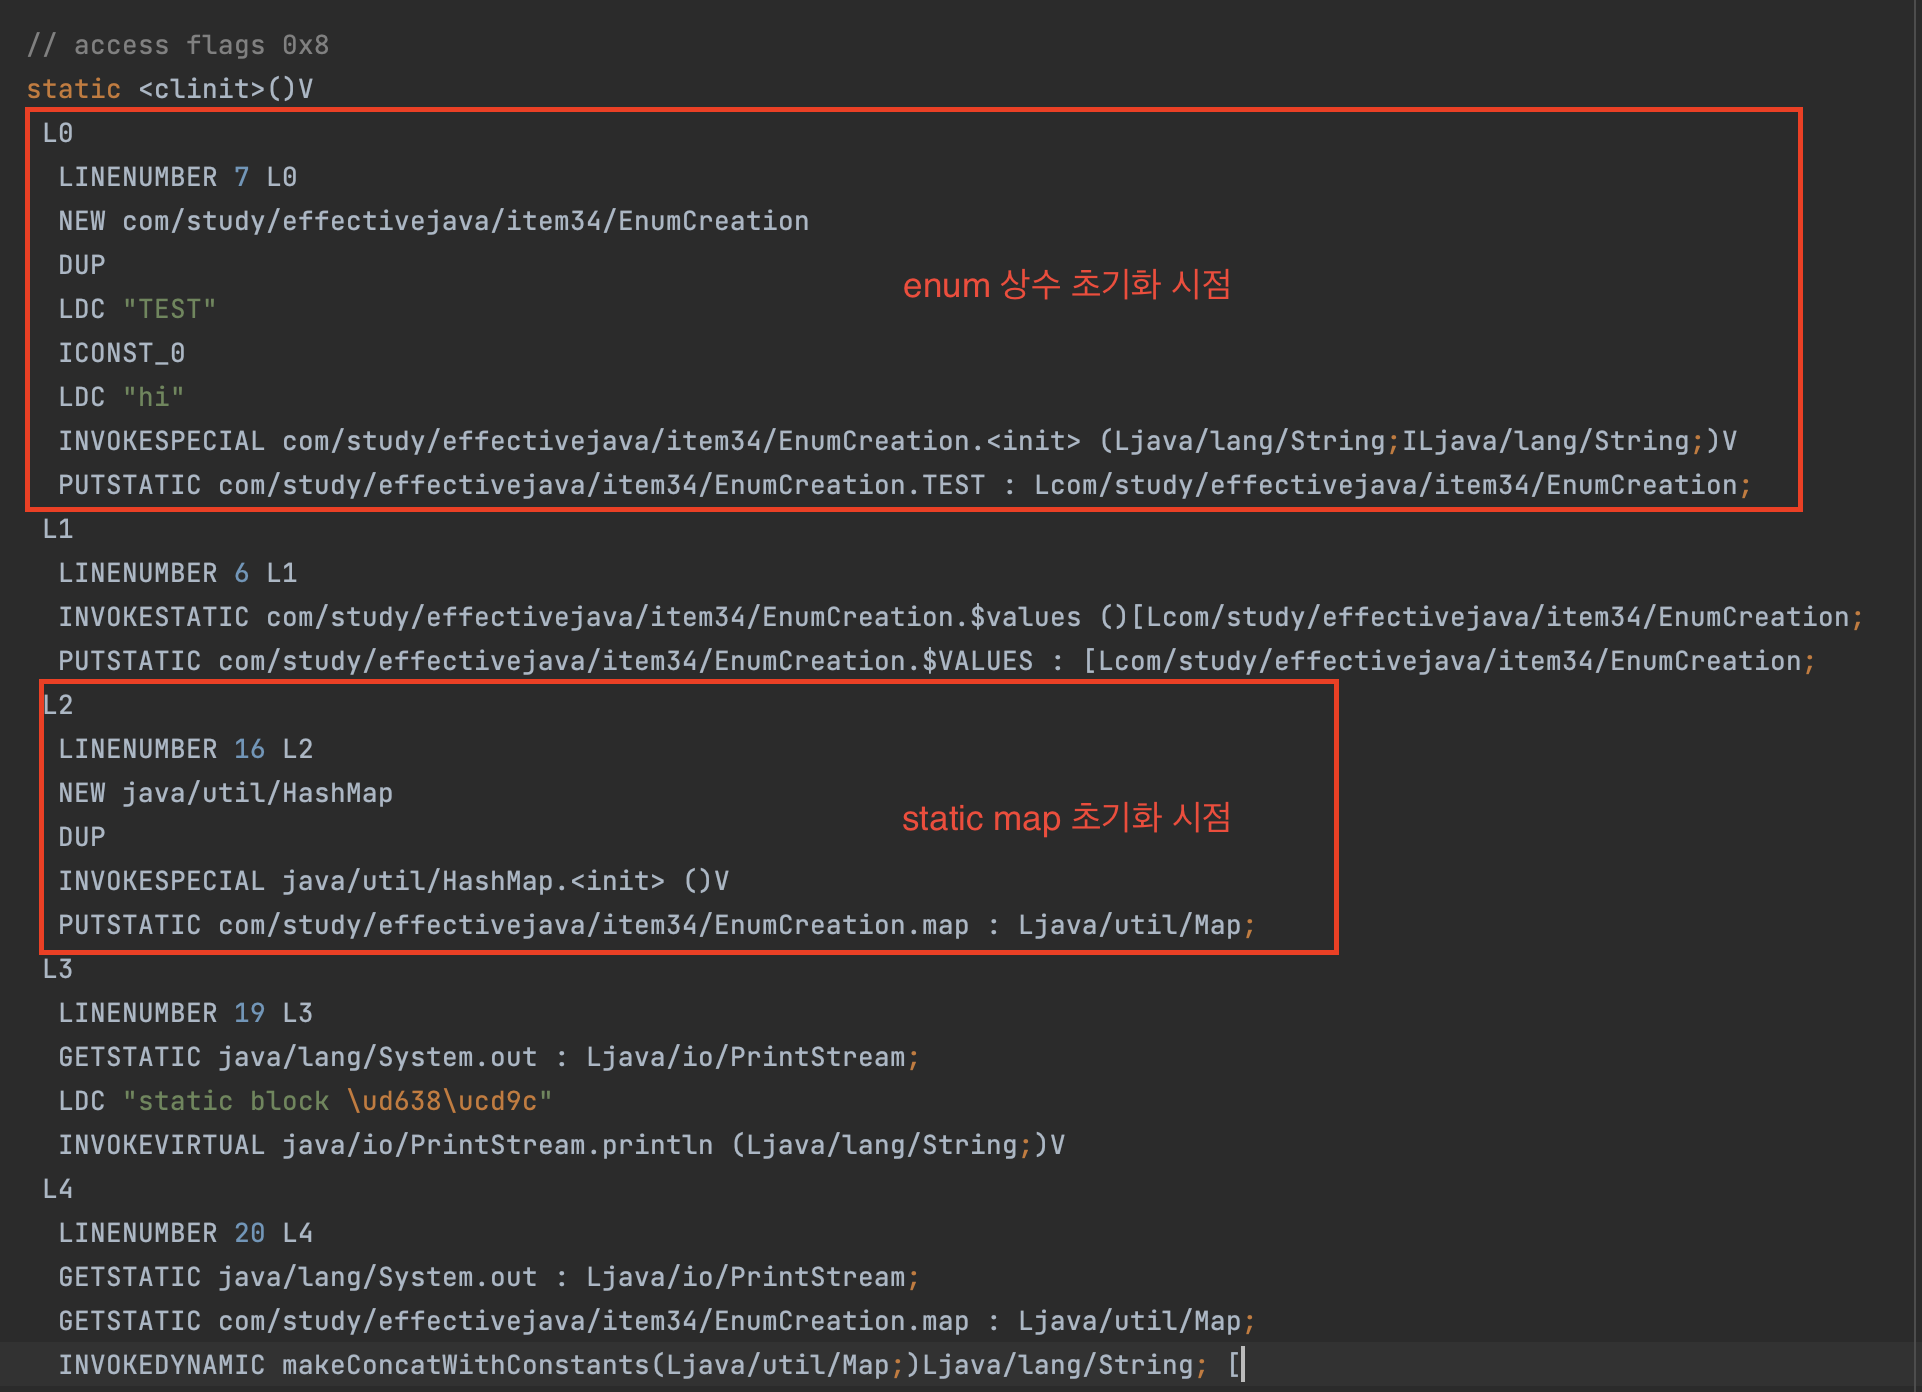 // access flags 0x8
static <clinit>()V
L0
LINENUMBER 7 L0
NEW com/study/effectivejava/item34/EnumCreation
DUP
enum 상수 초기화 시점
LDC "TEST"
ICONST_0
LDC "hi"
INVOKESPECIAL com/study/effectivejava/item34/EnumCreation.<init> (Ljava/lang/String;ILjava/lang/String;)V
PUTSTATIC com/study/effectivejava/item34/EnumCreation.TEST : Lcom/study/effectivejava/item34/EnumCreation;
L1
LINENUMBER 6 L1
INVOKESTATIC com/study/effectivejava/item34/EnumCreation.$values ()[Lcom/study/effectivejava/item34/EnumCreation;
PUTSTATIC com/study/effectivejava/item34/EnumCreation.$VALUES : [Lcom/study/effectivejava/item34/EnumCreation;
L2
LINENUMBER 16 L2
NEW java/util/HashMap
static map 초기화 시점
DUP
INVOKESPECIAL java/util/HashMap.<init> ()V
PUTSTATIC com/study/effectivejava/item34/EnumCreation.map : Ljava/util/Map;
L3
LINENUMBER 19 L3
GETSTATIC java/lang/System.out : Ljava/io/PrintStream;
LDC "static block \ud638\ucd9c"
INVOKEVIRTUAL java/io/PrintStream.println (Ljava/lang/String;)V
L4
LINENUMBER 20 L4
GETSTATIC java/lang/System.out : Ljava/io/PrintStream;
GETSTATIC com/study/effectivejava/item34/EnumCreation.map : Ljava/util/Map;
INVOKEDYNAMIC makeConcatWithConstants(Ljava/util/Map;)Ljava/lang/String; [